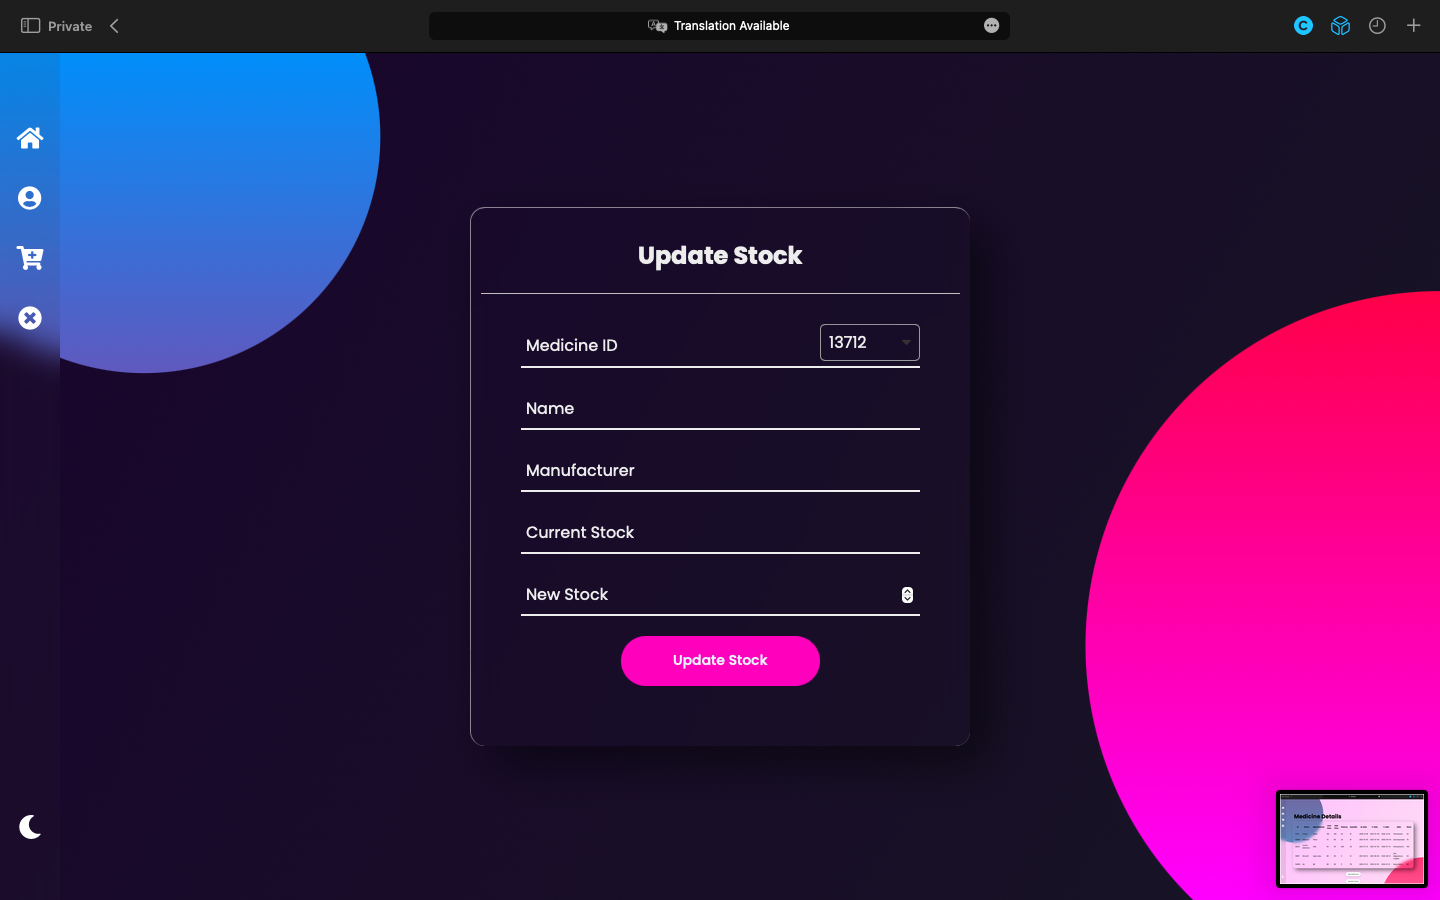 Private
Translation Available
Update Stock
Medicine ID
13712
Name
Manufacturer
Current Stock
New Stock
Update Stock
Medicine Details